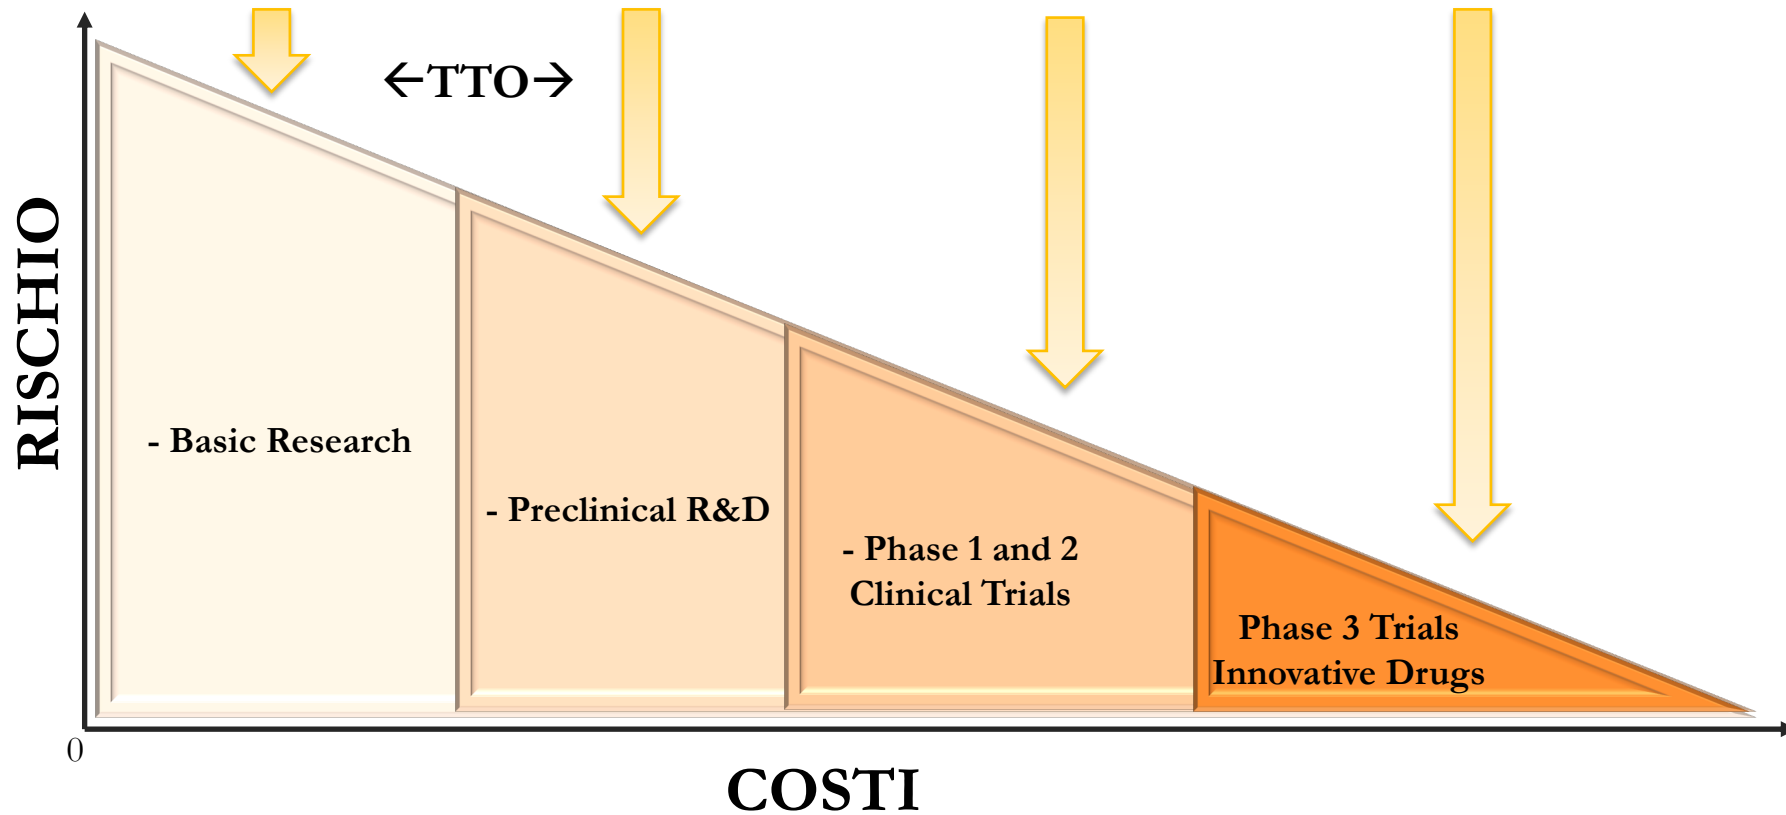 ←TTO→
RISCHIO
- Basic Research
- Preclinical R&D
- Phase 1 and 2
Clinical Trials
Phase 3 Trials
Innovative Drugs
0
COSTI